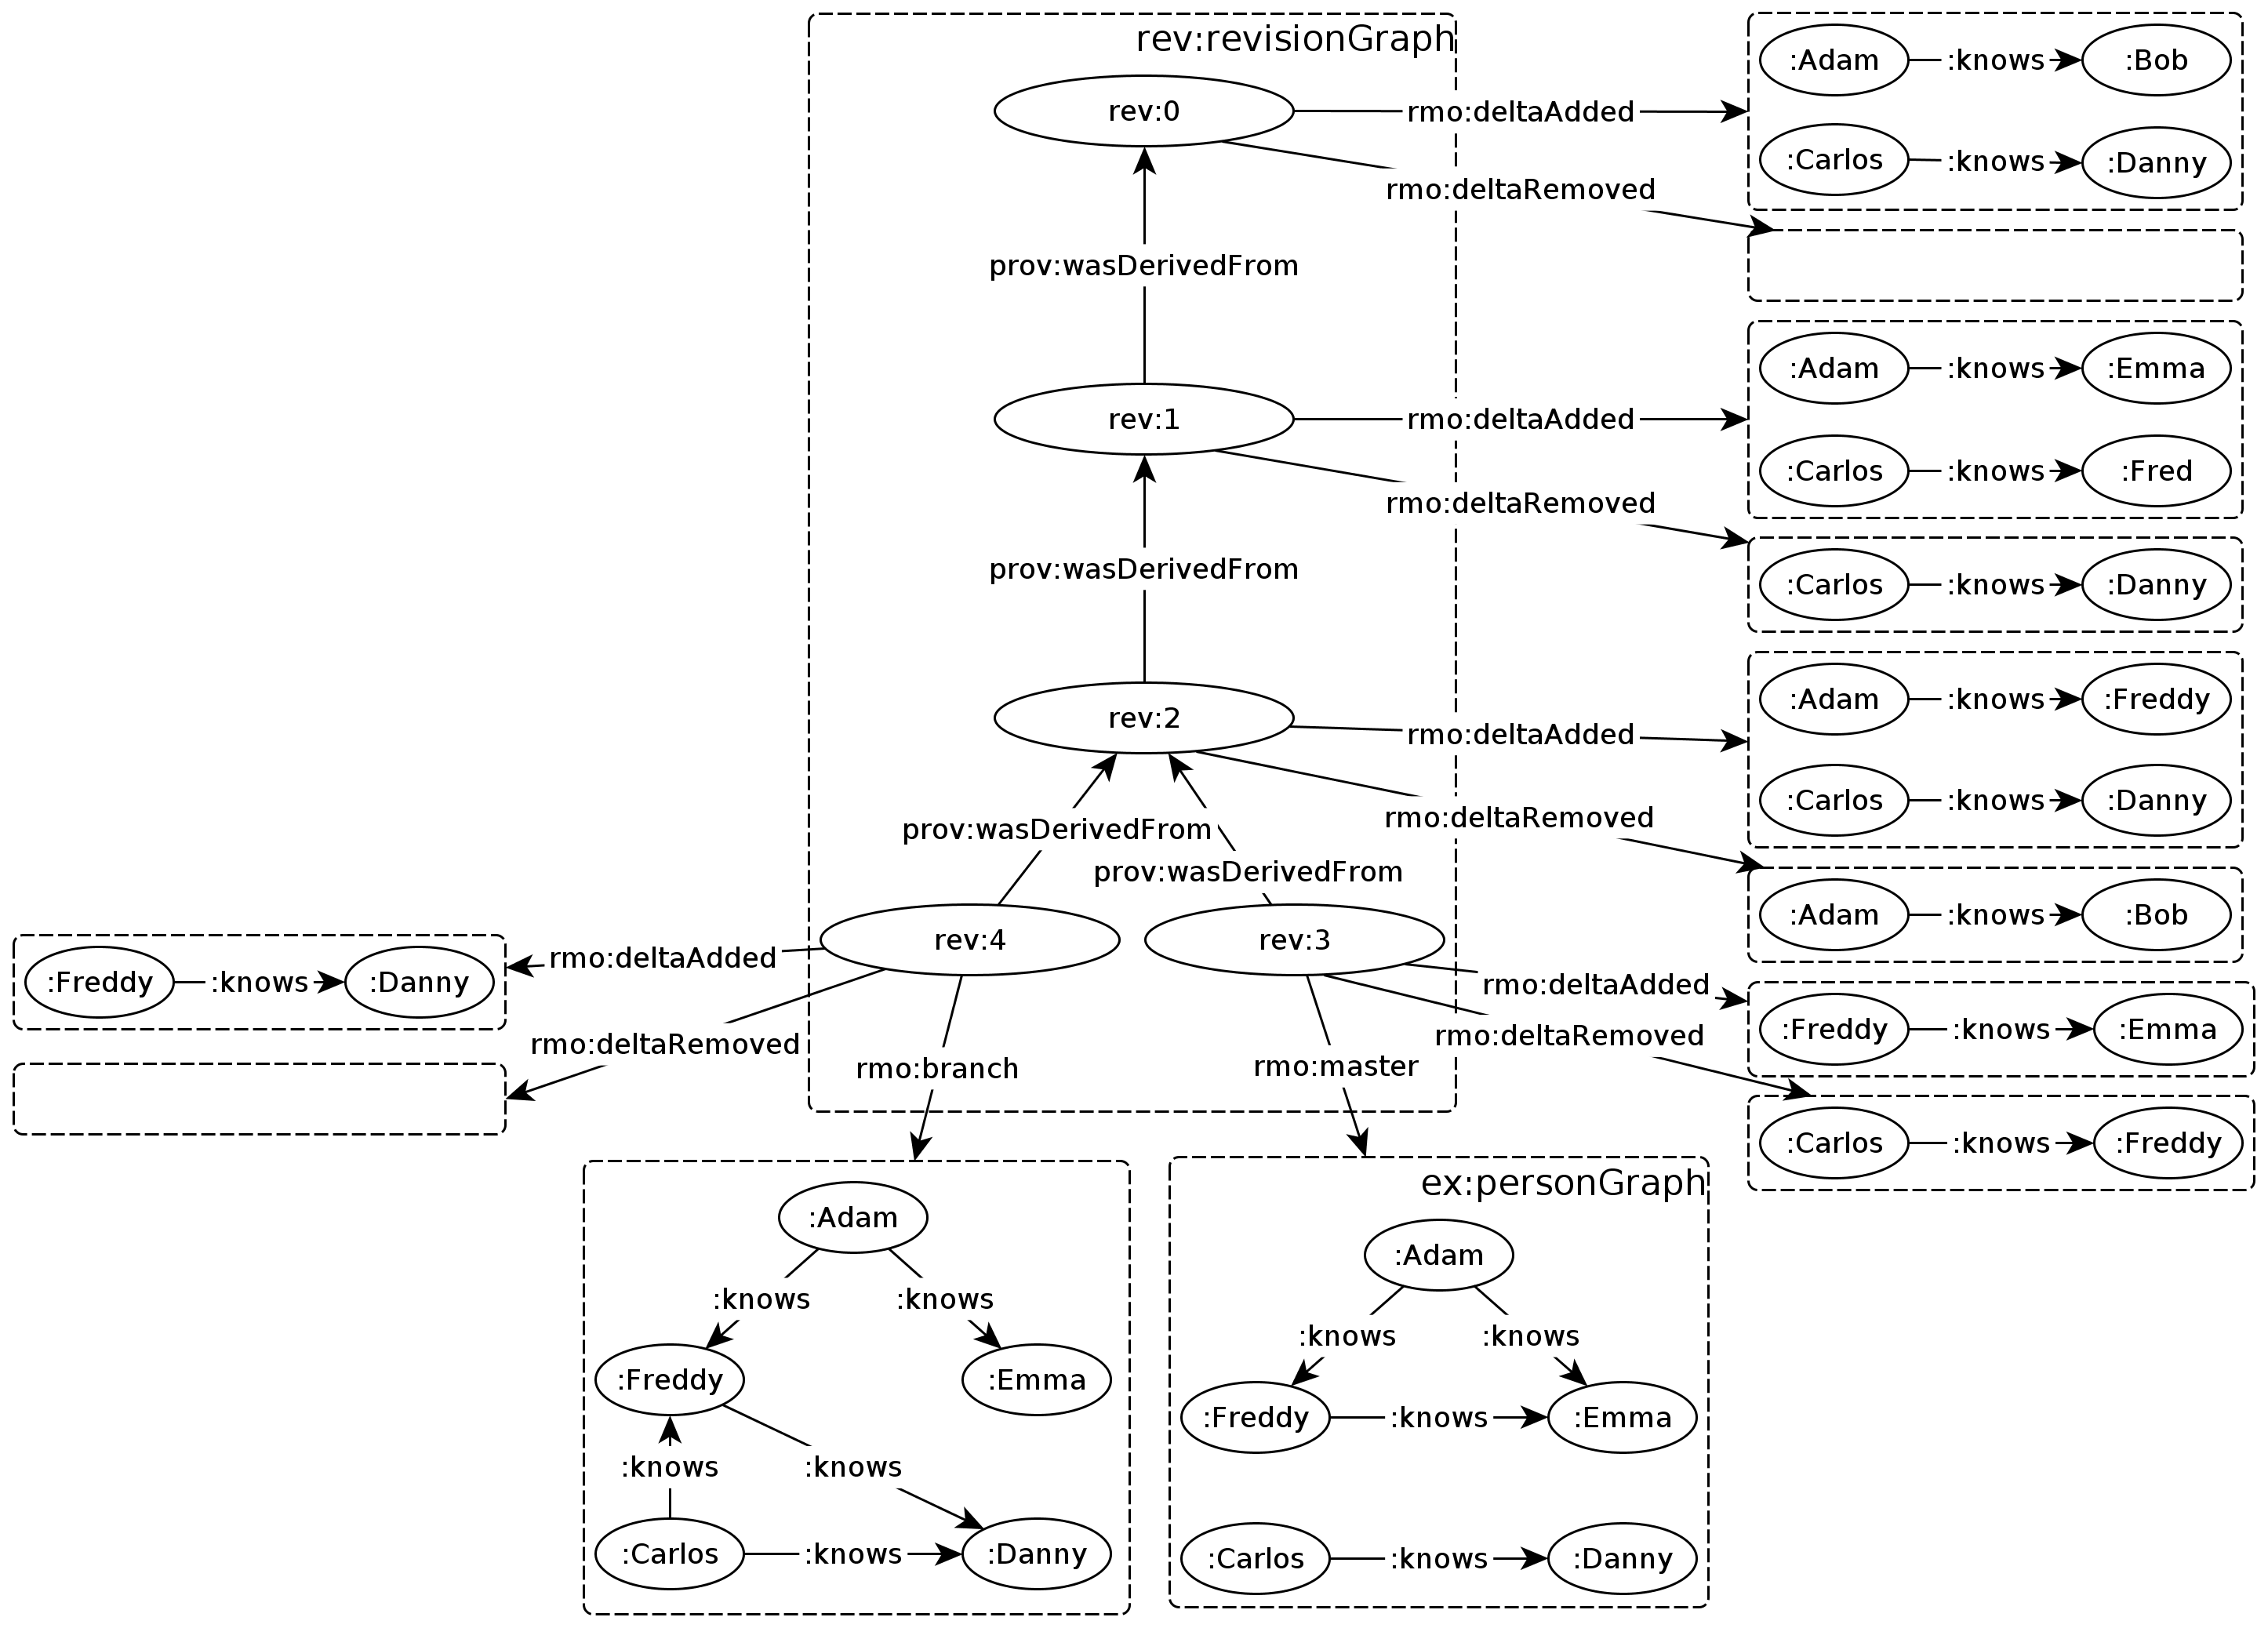 rev:revisionGraph
:Adam :knows :Bob
rev:0 rmo:deltaAdded
:Carlos :knows :Danny
rmo:deltaRemoved
prov:wasDerivedFrom
:Adam :knows :Emma
rev:1 rmo:deltaAdded
:Carlos :knows :Fred
rmo:deltaRemoved
prov:wasDerivedFrom
:Carlos :knows :Danny
:Adam :knows :Freddy
rev:2 rmo:deltaAdded
:Carlos :knows :Danny
rmo:deltaRemoved
prov:wasDerivedFrom
prov:wasDerivedFrom
:Adam :knows :Bob
rev:4 rev:3
rmo:deltaAdded
:Freddy :knows :Danny
rmo:deltaAdded
:Freddy :knows :Emma
rmo:deltaRemoved
rmo:deltaRemoved
rmo:branch rmo:master
:Carlos :knows :Freddy
ex:personGraph
:Adam
:knows :knows
:Freddy :Emma
:knows :knows
:Carlos :knows :Danny
:Adam
:knows :knows
:Freddy :knows :Emma
:Carlos :knows :Danny